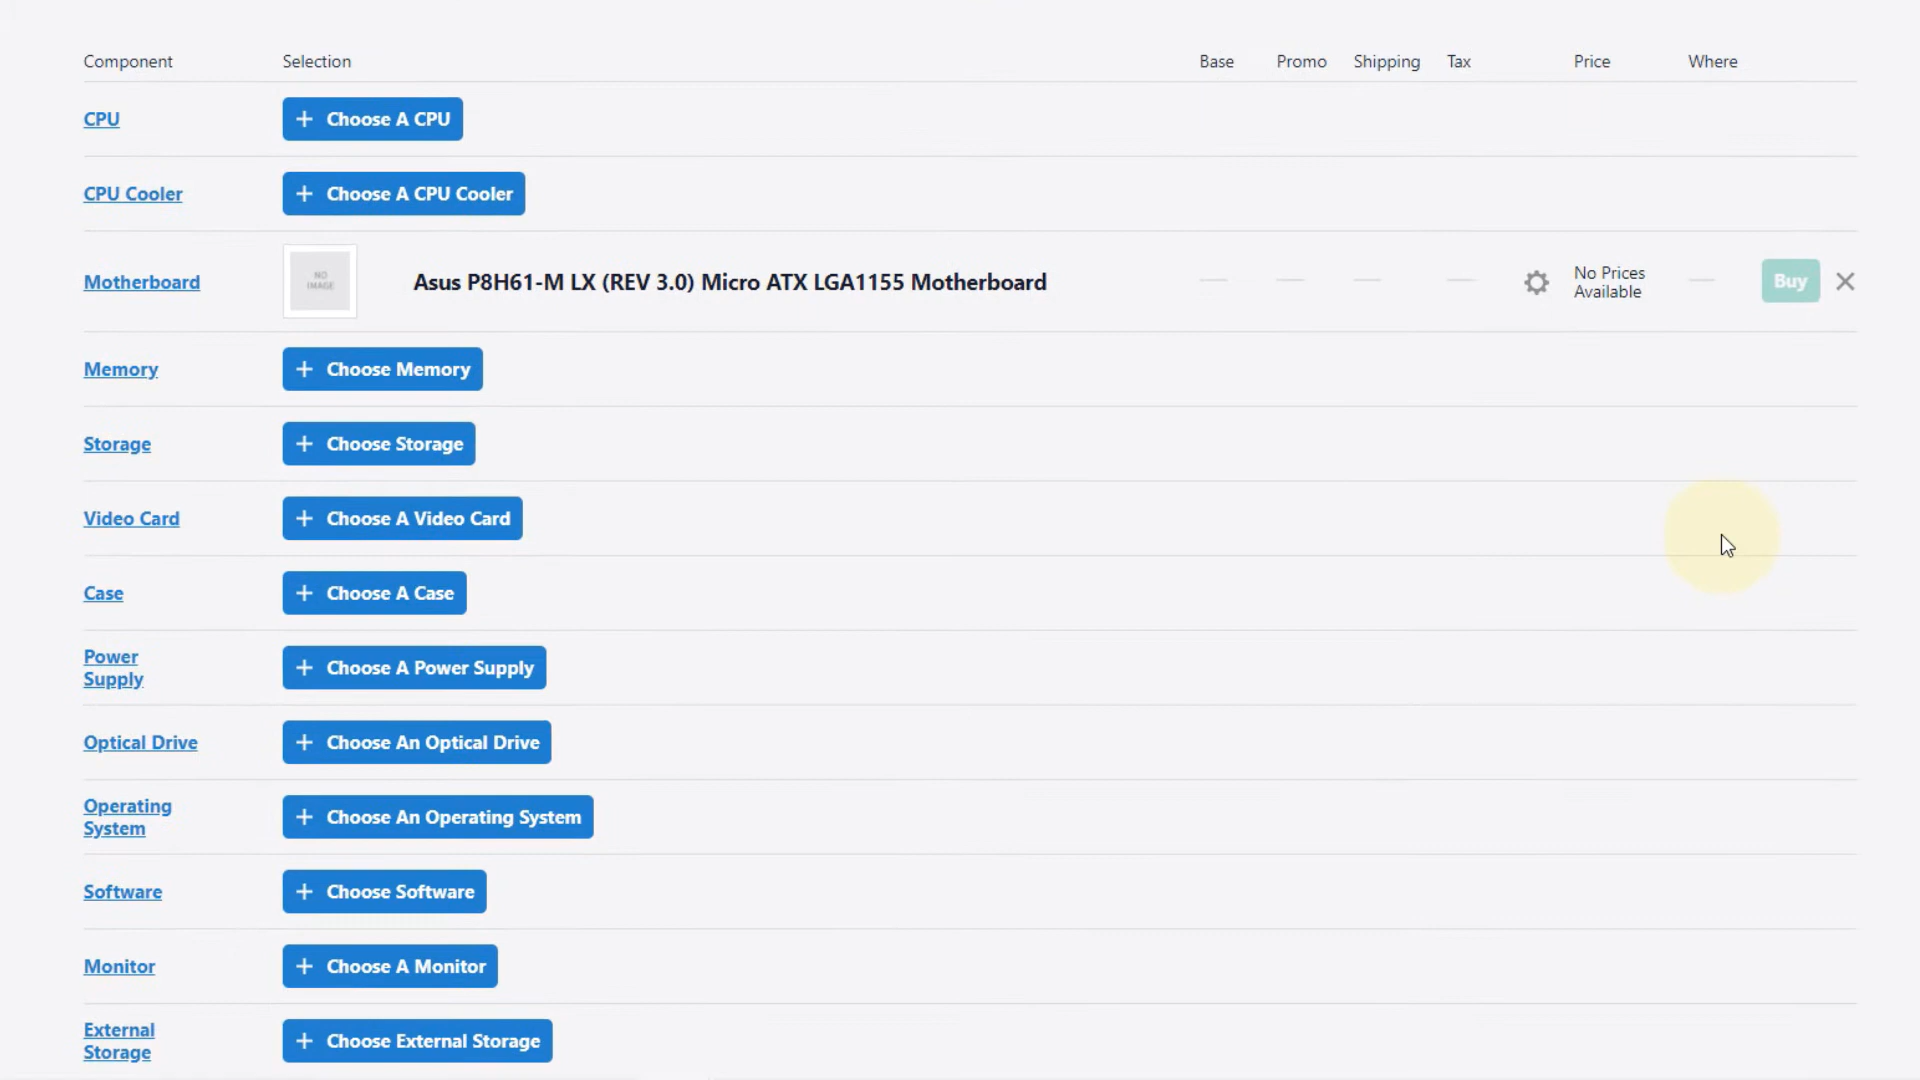 Component Selection Base Promo Shipping Tax Price Where
CPU Choose A CPU
CPU Cooler Choose A CPU Cooler
Motherboard NO IMAGE Asus P8H61-M LX (REV 3.0) Micro ATX LGA1155 Motherboard No Prices Available Buy
Memory Choose Memory
Storage Choose Storage
Video Card Choose A Video Card
Case Choose A Case
Power Supply Choose A Power Supply
Optical Drive Choose An Optical Drive
Operating System Choose An Operating System
Software Choose Software
Monitor Choose A Monitor
External Storage Choose External Storage